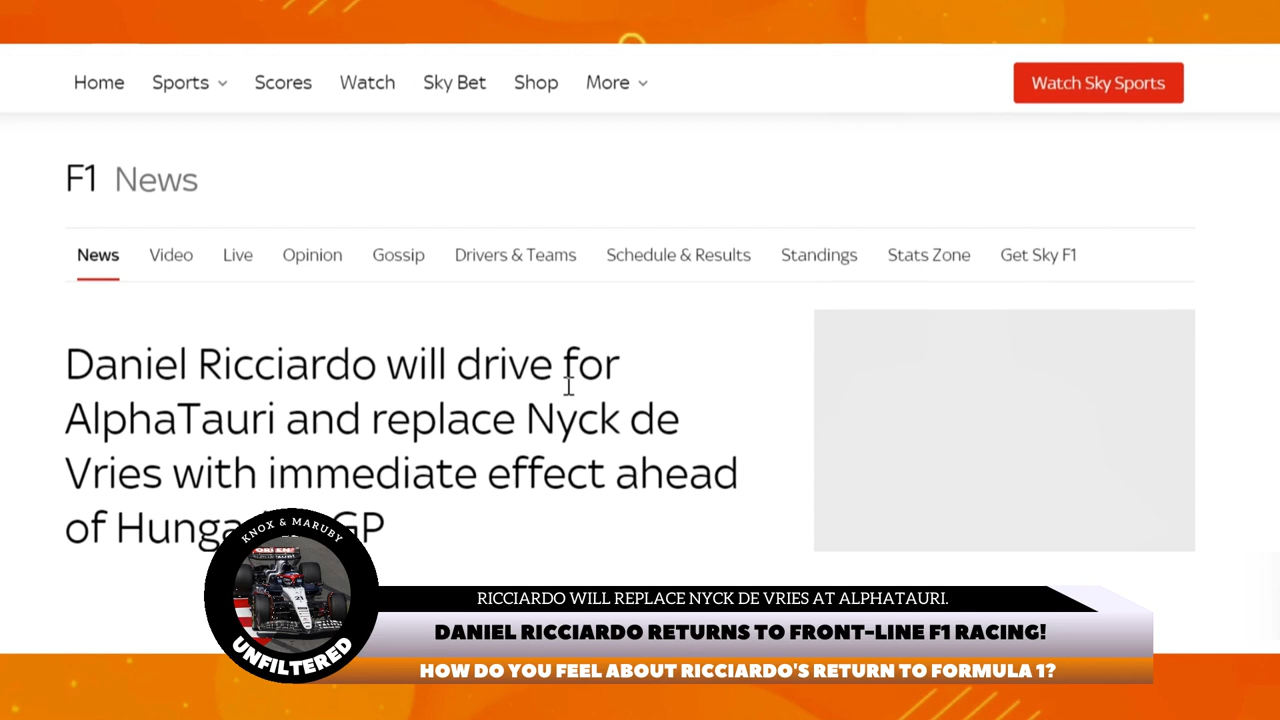 Home Sports Scores Watch Sky Bet Shop More Watch Sky Sports
F1 News
News Video Live Opinion Gossip Drivers & Teams Schedule & Results Standings Stats Zone Get Sky F1
Daniel Ricciardo will drive for
AlphaTauri and replace Nyck de
Vries with immediate effect ahead
of GP
KNOX & MARUBY
21
UNFILTERED
RICCIARDO WILL REPLACE NYCK DE VRIES AT ALPHATAURI.
DANIEL RICCIARDO RETURNS TO FRONT-LINE F1 RACING!
HOW DO YOU FEEL ABOUT RICCIARDO'S RETURN TO FORMULA 1?